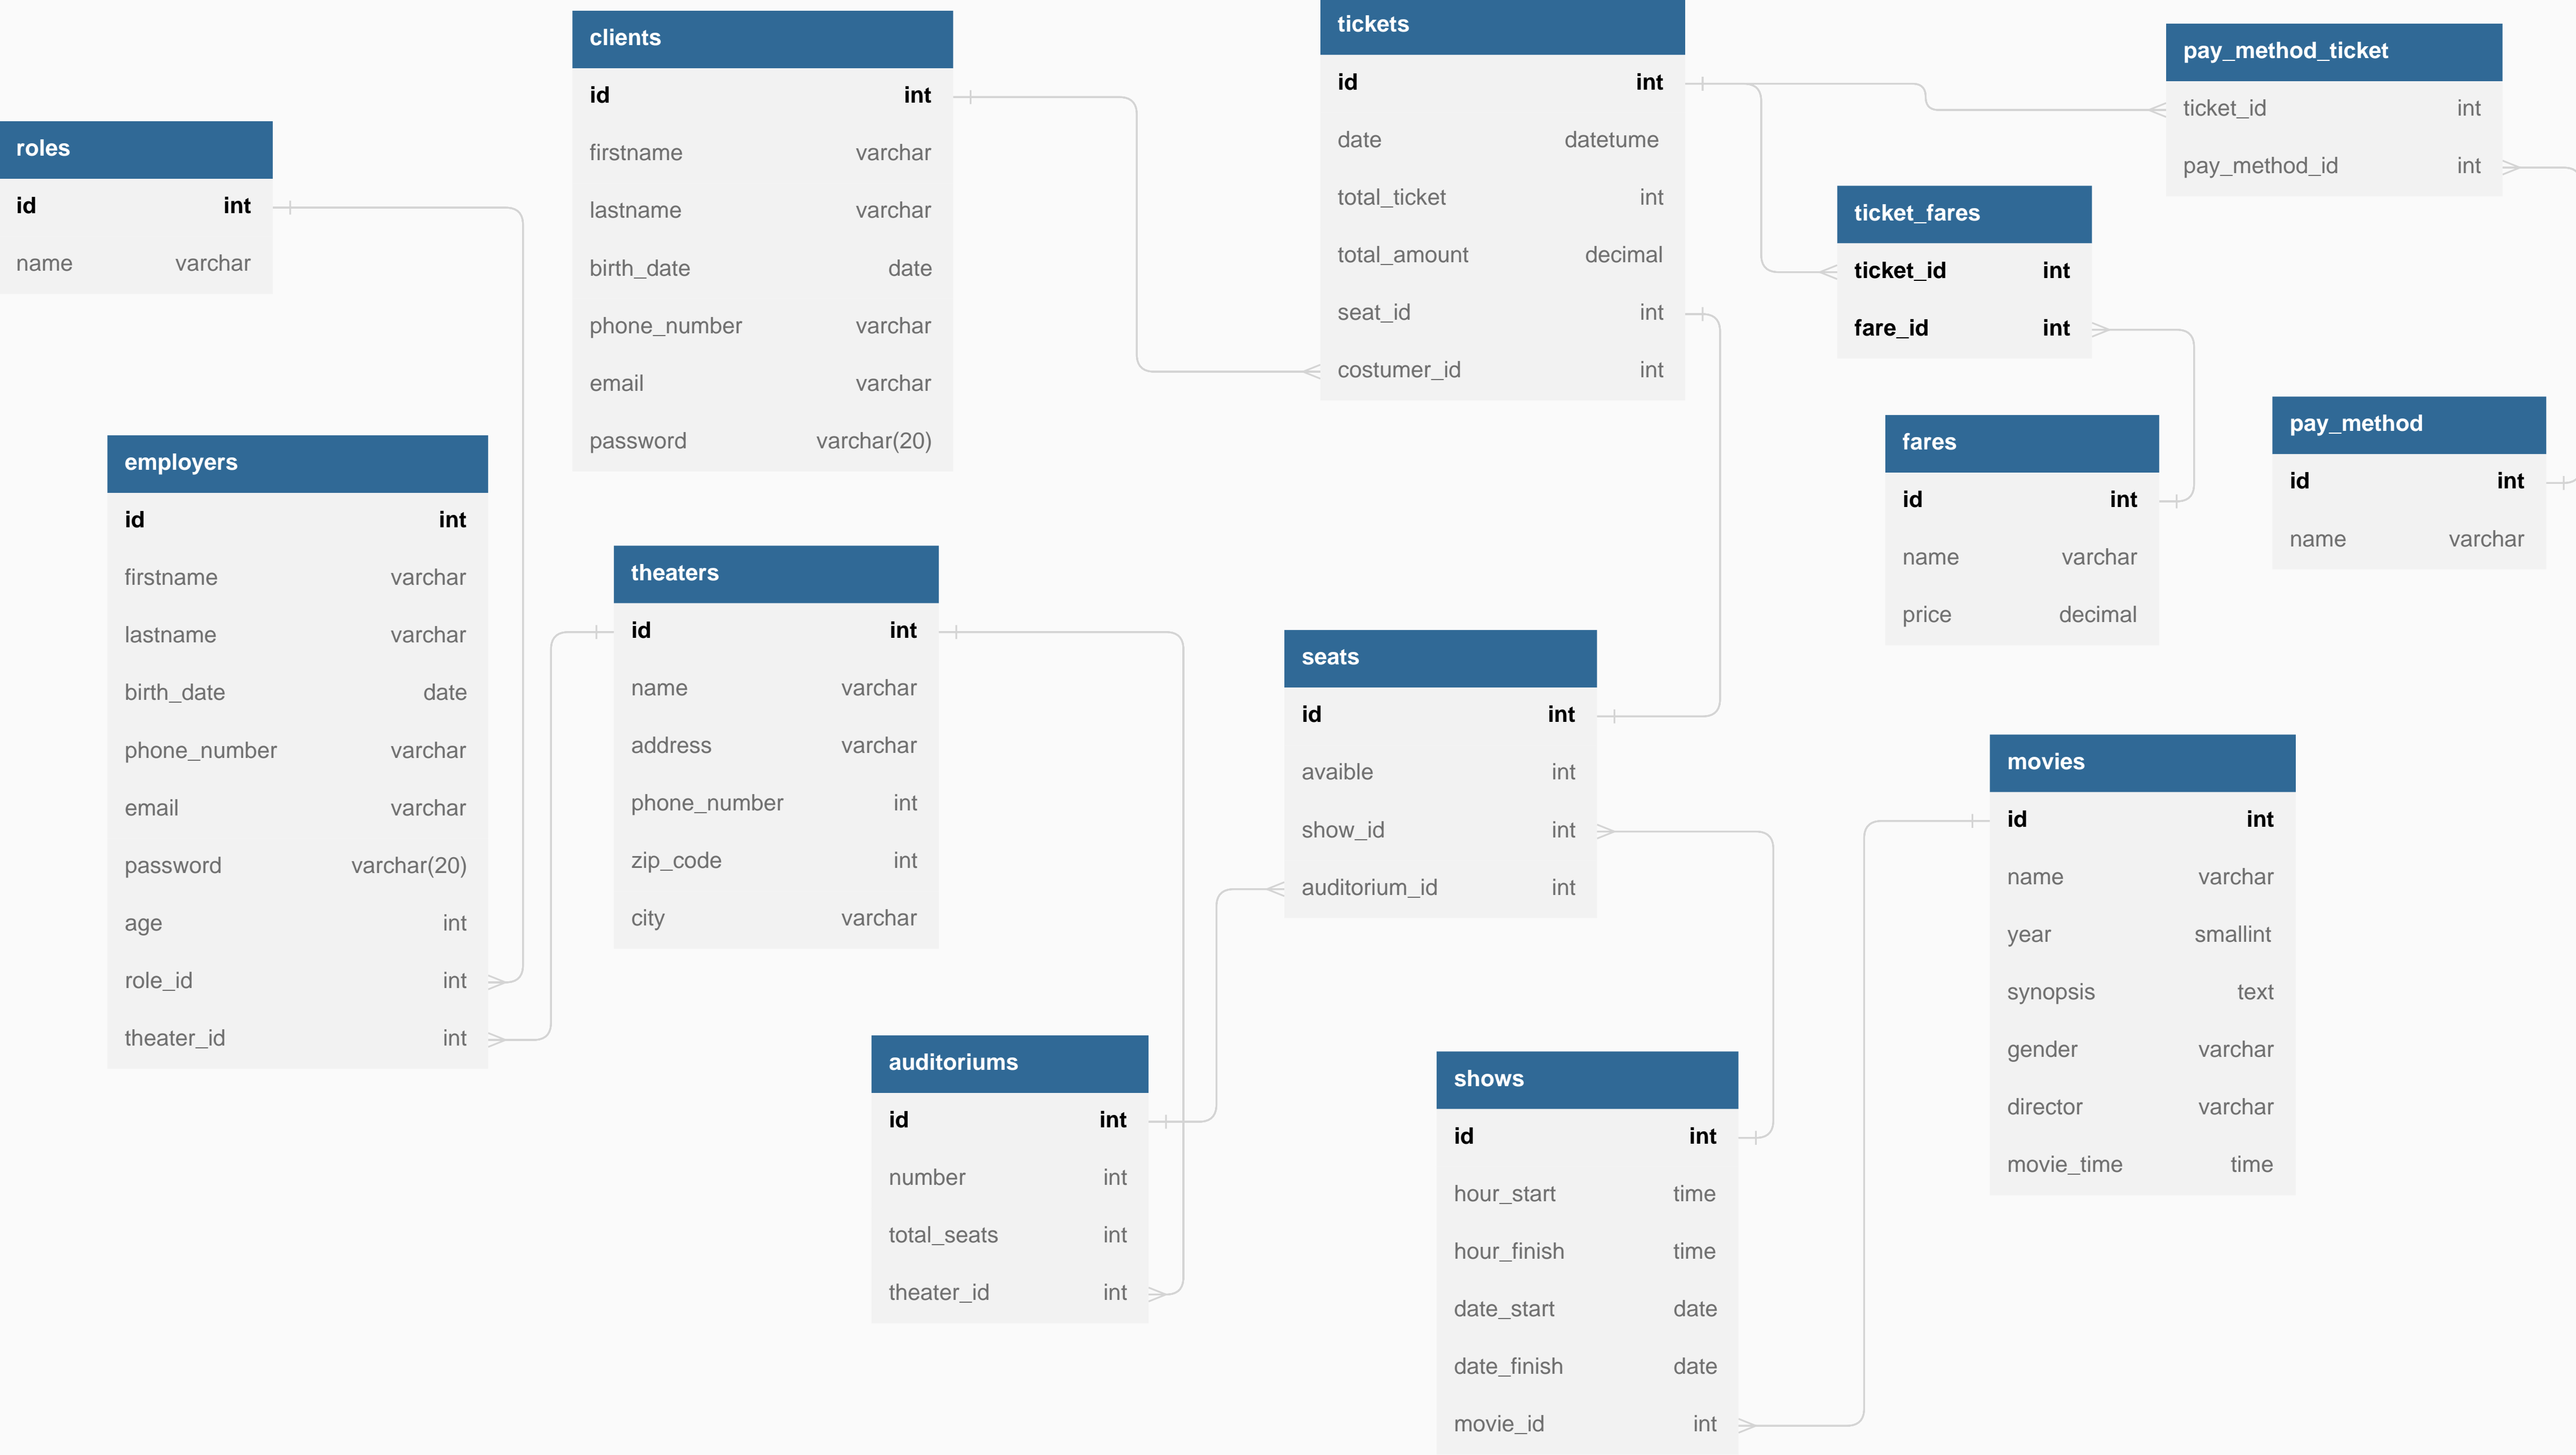 roles
id int
name varchar
clients
id int
firstname varchar
lastname varchar
birth_date date
phone_number varchar
email varchar
password varchar(20)
tickets
id int
date datetume
total_ticket int
total_amount decimal
seat_id int
costumer_id int
pay_method_ticket
ticket_id int
pay_method_id int
ticket_fares
ticket_id int
fare_id int
employers
id int
firstname varchar
lastname varchar
birth_date date
phone_number varchar
email varchar
password varchar(20)
age int
role_id int
theater_id int
theaters
id int
name varchar
address varchar
phone_number int
zip_code int
city varchar
fares
id int
name varchar
price decimal
pay_method
id int
name varchar
seats
id int
avaible int
show_id int
auditorium_id int
movies
id int
name varchar
year smallint
synopsis text
gender varchar
director varchar
movie_time time
auditoriums
id int
number int
total_seats int
theater_id int
shows
id int
hour_start time
hour_finish time
date_start date
date_finish date
movie_id int